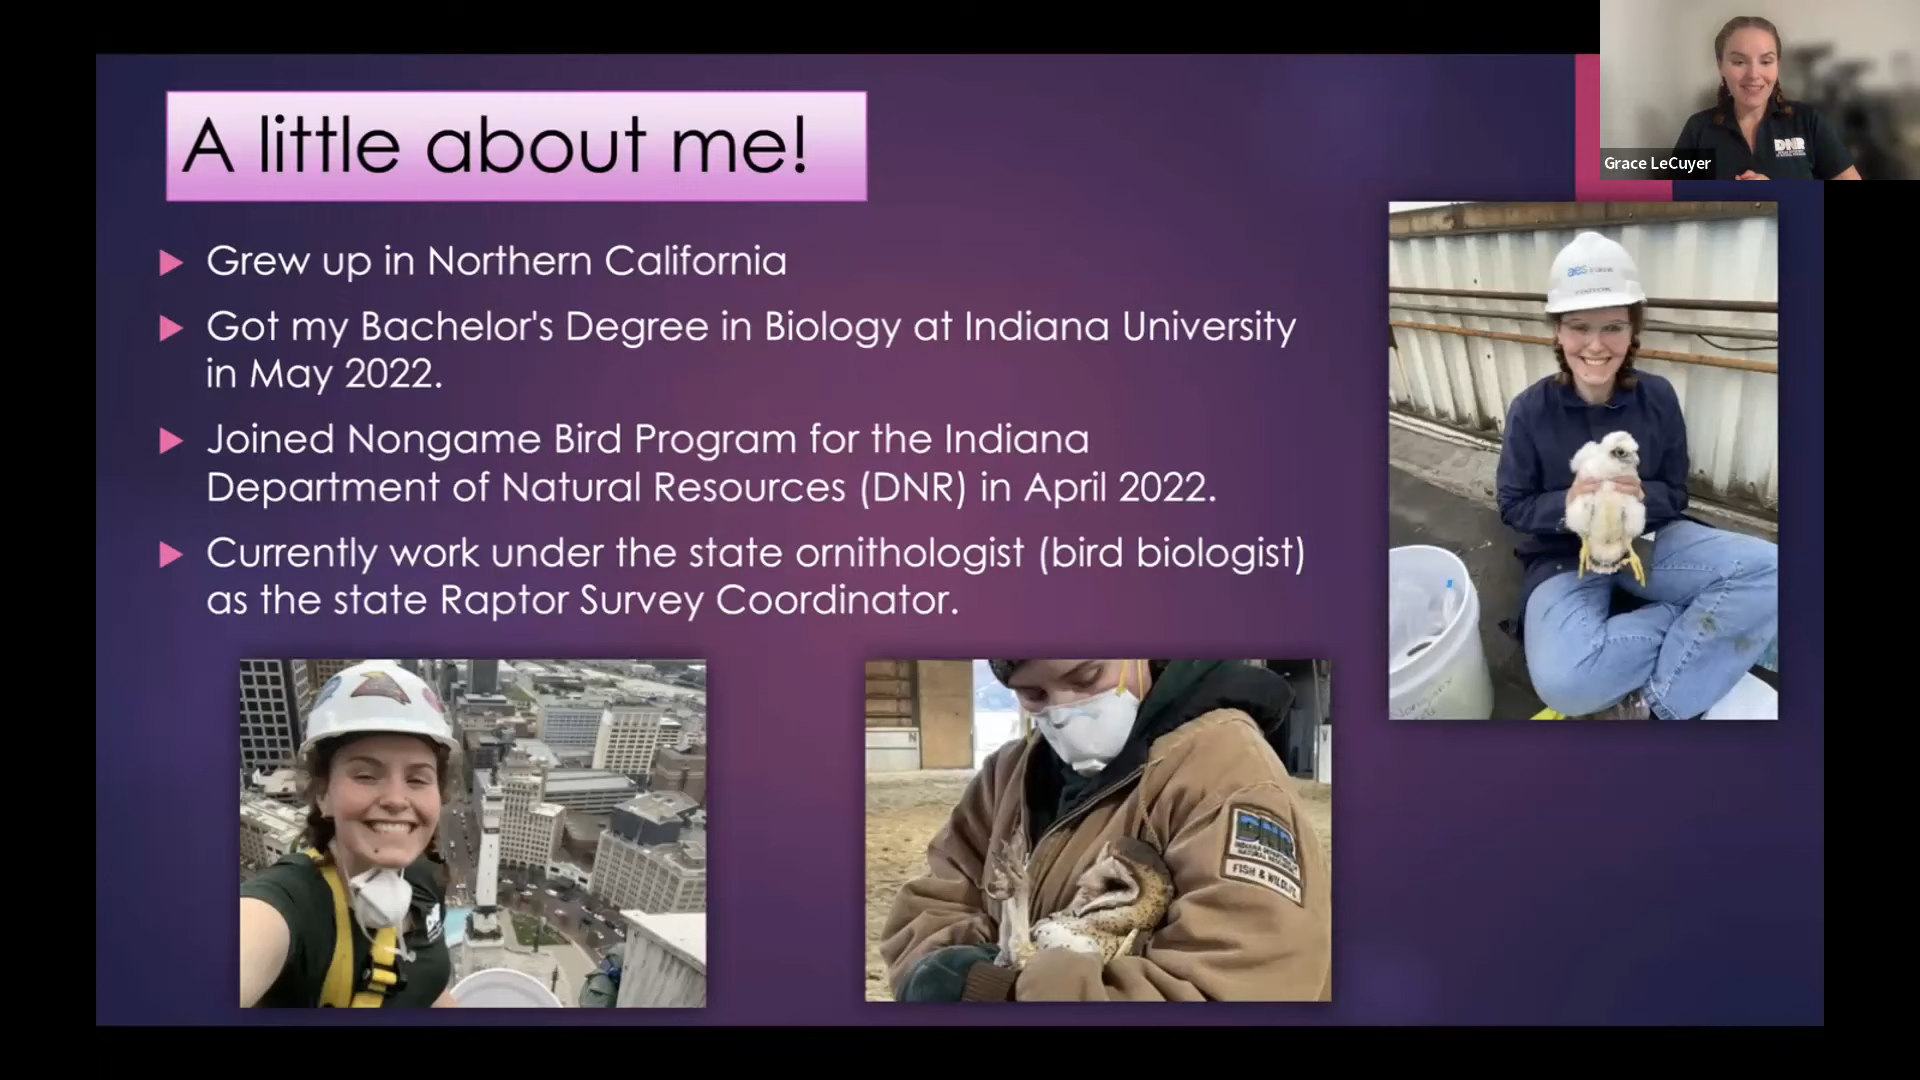 A little about me!
Grew up in Northern California
Got my Bachelor's Degree in Biology at Indiana University
in May 2022.
Joined Nongame Bird Program for the Indiana
Department of Natural Resources (DNR) in April 2022.
Currently work under the state ornithologist (bird biologist)
as the state Raptor Survey Coordinator.
DNR
Grace LeCuyer
aes
DNR
FISH & WILDLIFE